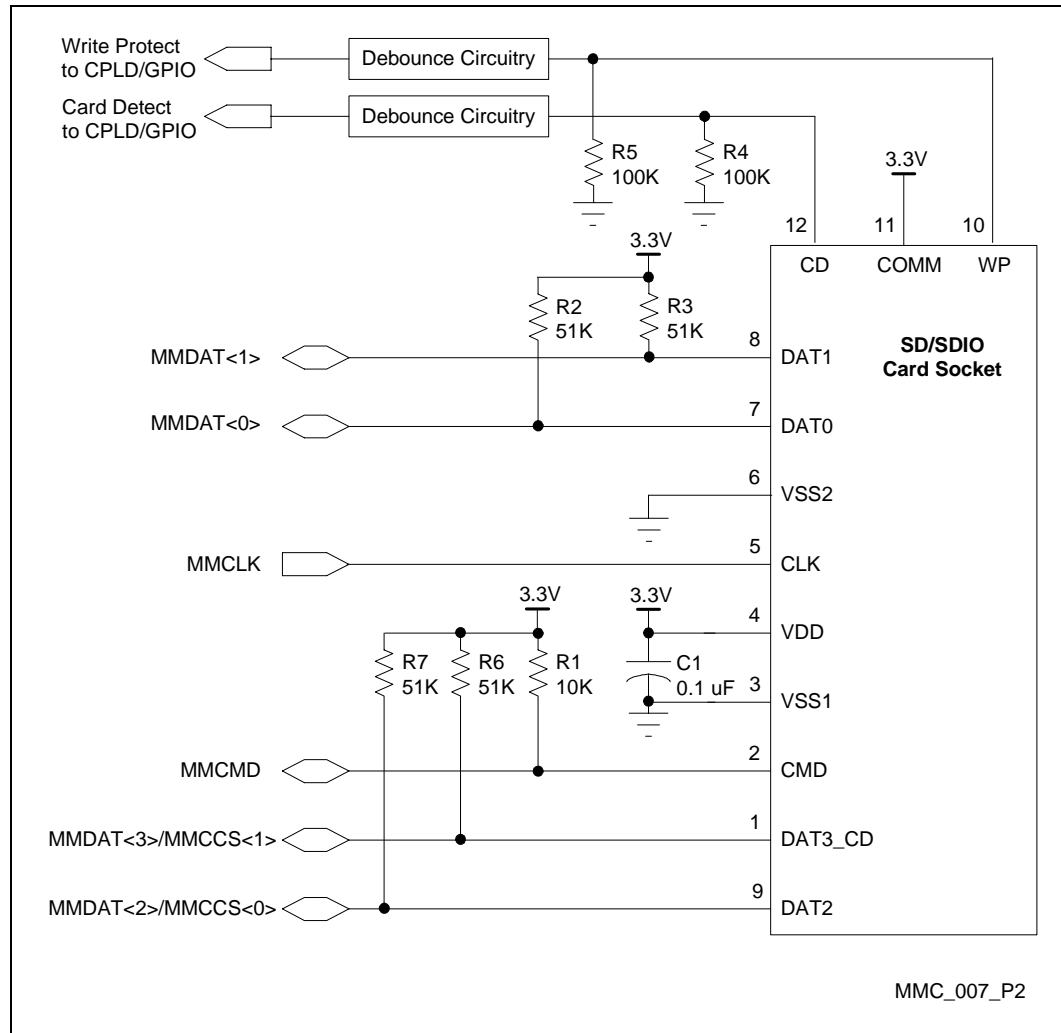 Write Protect
to CPLD/GPIO
Debounce Circuitry
Card Detect
to CPLD/GPIO
Debounce Circuitry
R5
100K
R4
100K
3.3V
12
11
10
CD
COMM
WP
3.3V
R2
51K
R3
51K
SD/SDIO
Card Socket
MMDAT<1>
8
DAT1
MMDAT<0>
7
DAT0
6
VSS2
MMCLK
5
CLK
3.3V
3.3V
4
VDD
R7
51K
R6
51K
R1
10K
C1
0.1 uF
3
VSS1
MMCMD
2
CMD
MMDAT<3>/MMCCS<1>
1
DAT3_CD
MMDAT<2>/MMCCS<0>
9
DAT2
MMC_007_P2